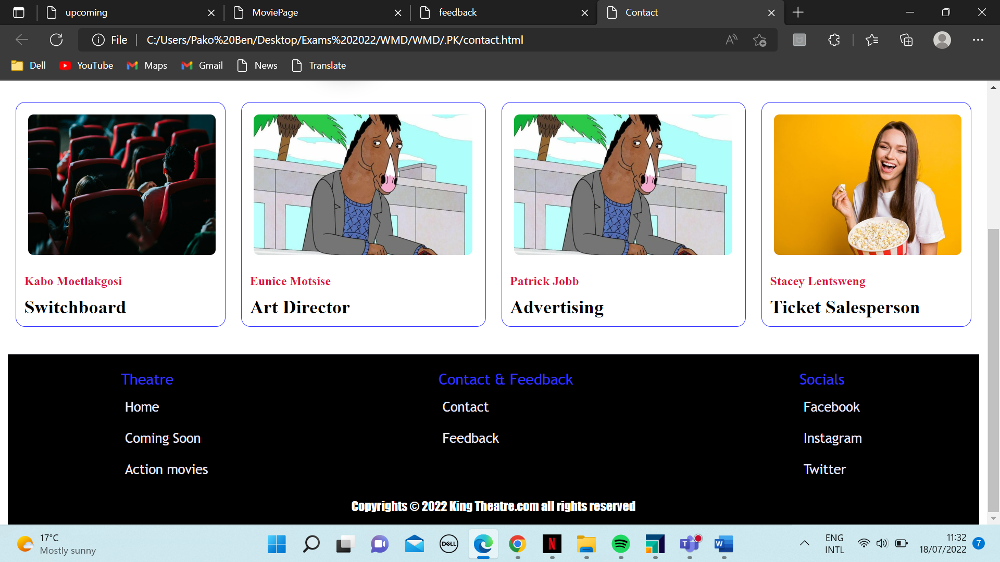 upcoming
MoviePage
feedback
Contact
File
C:/Users/Pako%20Ben/Desktop/Exams%202022/WMD/WMD/.PK/contact.html
Dell
YouTube
Maps
Gmail
News
Translate
Kabo Moetlakgosi
Switchboard
Eunice Motsise
Art Director
Patrick Jobb
Advertising
Stacey Lentsweng
Ticket Salesperson
Theatre
Home
Coming Soon
Action movies
Contact & Feedback
Contact
Feedback
Socials
Facebook
Instagram
Twitter
Copyrights © 2022 King Theatre.com all rights reserved
17°C
Mostly sunny
DELL
N
T
W
ENG
INTL
11:32
18/07/2022
7